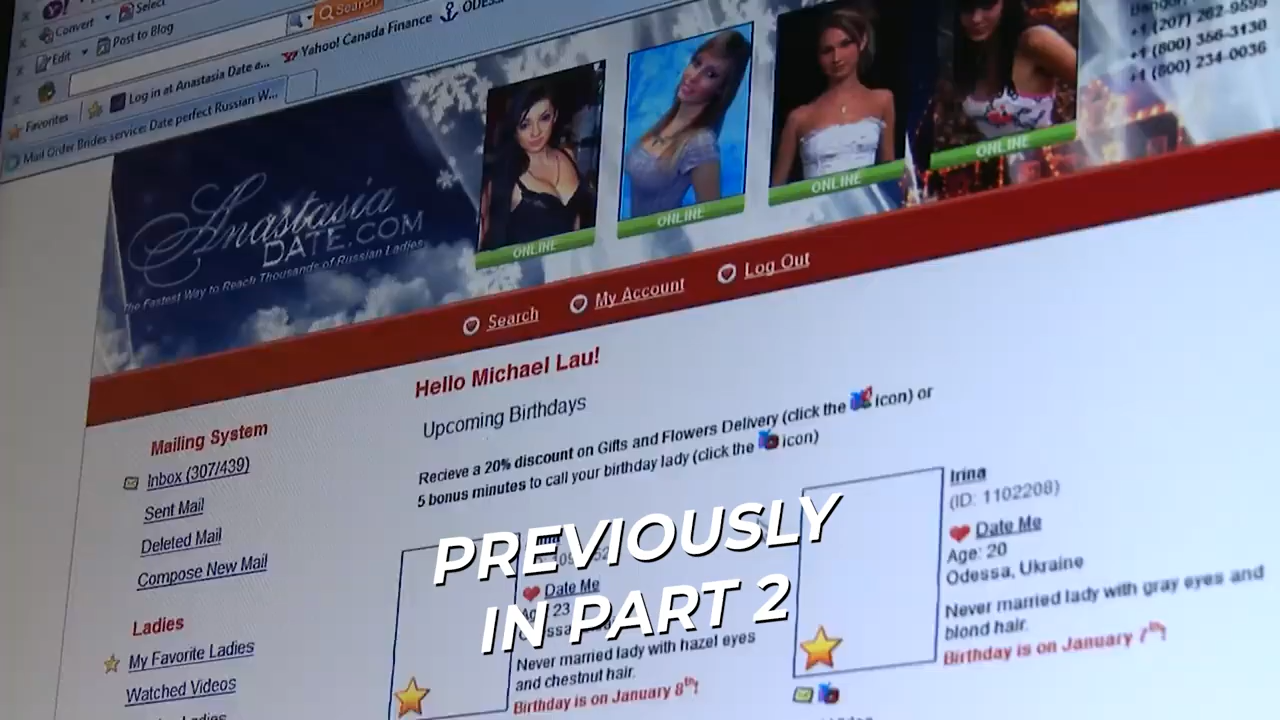 Convert
Select
Search
Edit
Post to Blog
Yahoo! Canada Finance
Log in at Anastasia Date e...
Favorites
Mail Order Brides service: Date perfect Russian W...
+1 (207) 262-9595
+1 (800) 356-3130
+1 (800) 234-0036
Anastasia
DATE.COM
The Fastest Way to Reach Thousands of Russian Ladies
ONLINE
ONLINE
ONLINE
ONLINE
Search
My Account
Log Out
Hello Michael Lau!
Upcoming Birthdays
Recieve a 20% discount on Gifts and Flowers Delivery (click the icon) or
5 bonus minutes to call your birthday lady (click the icon)
Mailing System
Inbox (307/439)
Sent Mail
Deleted Mail
Compose New Mail
Ladies
My Favorite Ladies
Watched Videos
Date Me
23
Never married lady with hazel eyes
and chestnut hair.
Birthday is on January 8th!
Irina
(ID: 1102208)
Date Me
Age: 20
Odessa, Ukraine
Never married lady with gray eyes and
blond hair.
Birthday is on January 7th!
PREVIOUSLY
IN PART 2